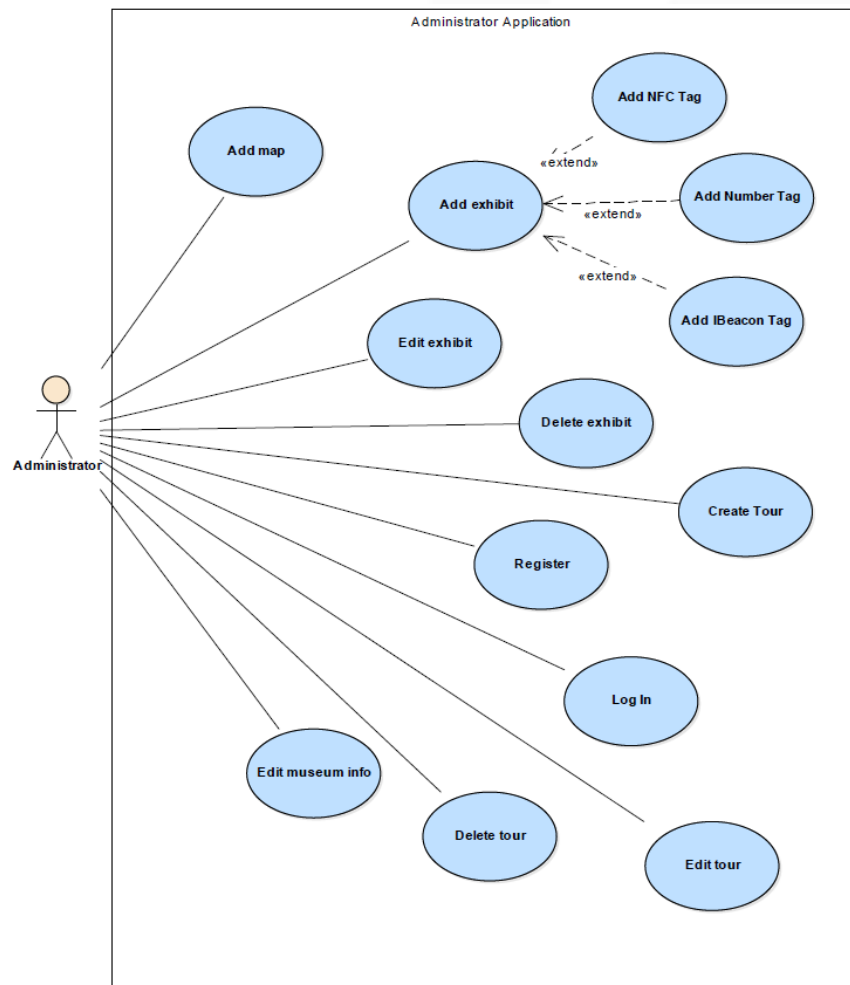 Administrator Application
Add NFC Tag
Add map
«extend»
Add exhibit
Add Number Tag
«extend»
«extend»
Add IBeacon Tag
Edit exhibit
Delete exhibit
Administrator
Create Tour
Register
Log In
Edit museum info
Delete tour
Edit tour